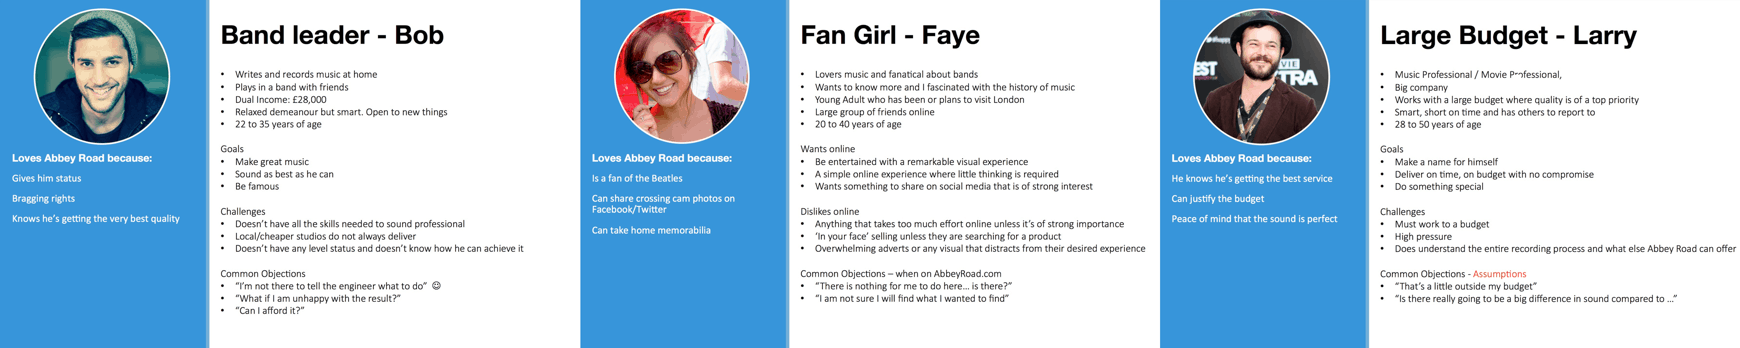 Band leader - Bob
• Writes and records music at home
• Plays in a band with friends
• Dual Income: £28,000
• Relaxed demeanour but smart. Open to new things
• 22 to 35 years of age
Goals
• Make great music
• Sound as best as he can
• Be famous
Challenges
• Doesn't have all the skills needed to sound professional
• Local/cheaper studios do not always deliver
• Doesn't have any level status and doesn't know how he can achieve it
Common Objections
• "I'm not there to tell the engineer what to do" ☺
• "What if I am unhappy with the result?"
• "Can I afford it?"
Loves Abbey Road because:
Gives him status
Bragging rights
Knows he's getting the very best quality
Fan Girl - Faye
• Lovers music and fanatical about bands
• Wants to know more and I fascinated with the history of music
• Young Adult who has been or plans to visit London
• Large group of friends online
• 20 to 40 years of age
Wants online
• Be entertained with a remarkable visual experience
• A simple online experience where little thinking is required
• Wants something to share on social media that is of strong interest
Dislikes online
• Anything that takes too much effort online unless it's of strong importance
• 'In your face' selling unless they are searching for a product
• Overwhelming adverts or any visual that distracts from their desired experience
Common Objections – when on AbbeyRoad.com
• "There is nothing for me to do here... is there?"
• "I am not sure I will find what I wanted to find"
Loves Abbey Road because:
Is a fan of the Beatles
Can share crossing cam photos on
Facebook/Twitter
Can take home memorabilia
Large Budget - Larry
• Music Professional / Movie Professional,
• Big company
• Works with a large budget where quality is of a top priority
• Smart, short on time and has others to report to
• 28 to 50 years of age
Goals
• Make a name for himself
• Deliver on time, on budget with no compromise
• Do something special
Challenges
• Must work to a budget
• High pressure
• Does understand the entire recording process and what else Abbey Road can offer
Common Objections - Assumptions
• "That's a little outside my budget"
• "Is there really going to be a big difference in sound compared to ..."
Loves Abbey Road because:
He knows he's getting the best service
Can justify the budget
Peace of mind that the sound is perfect